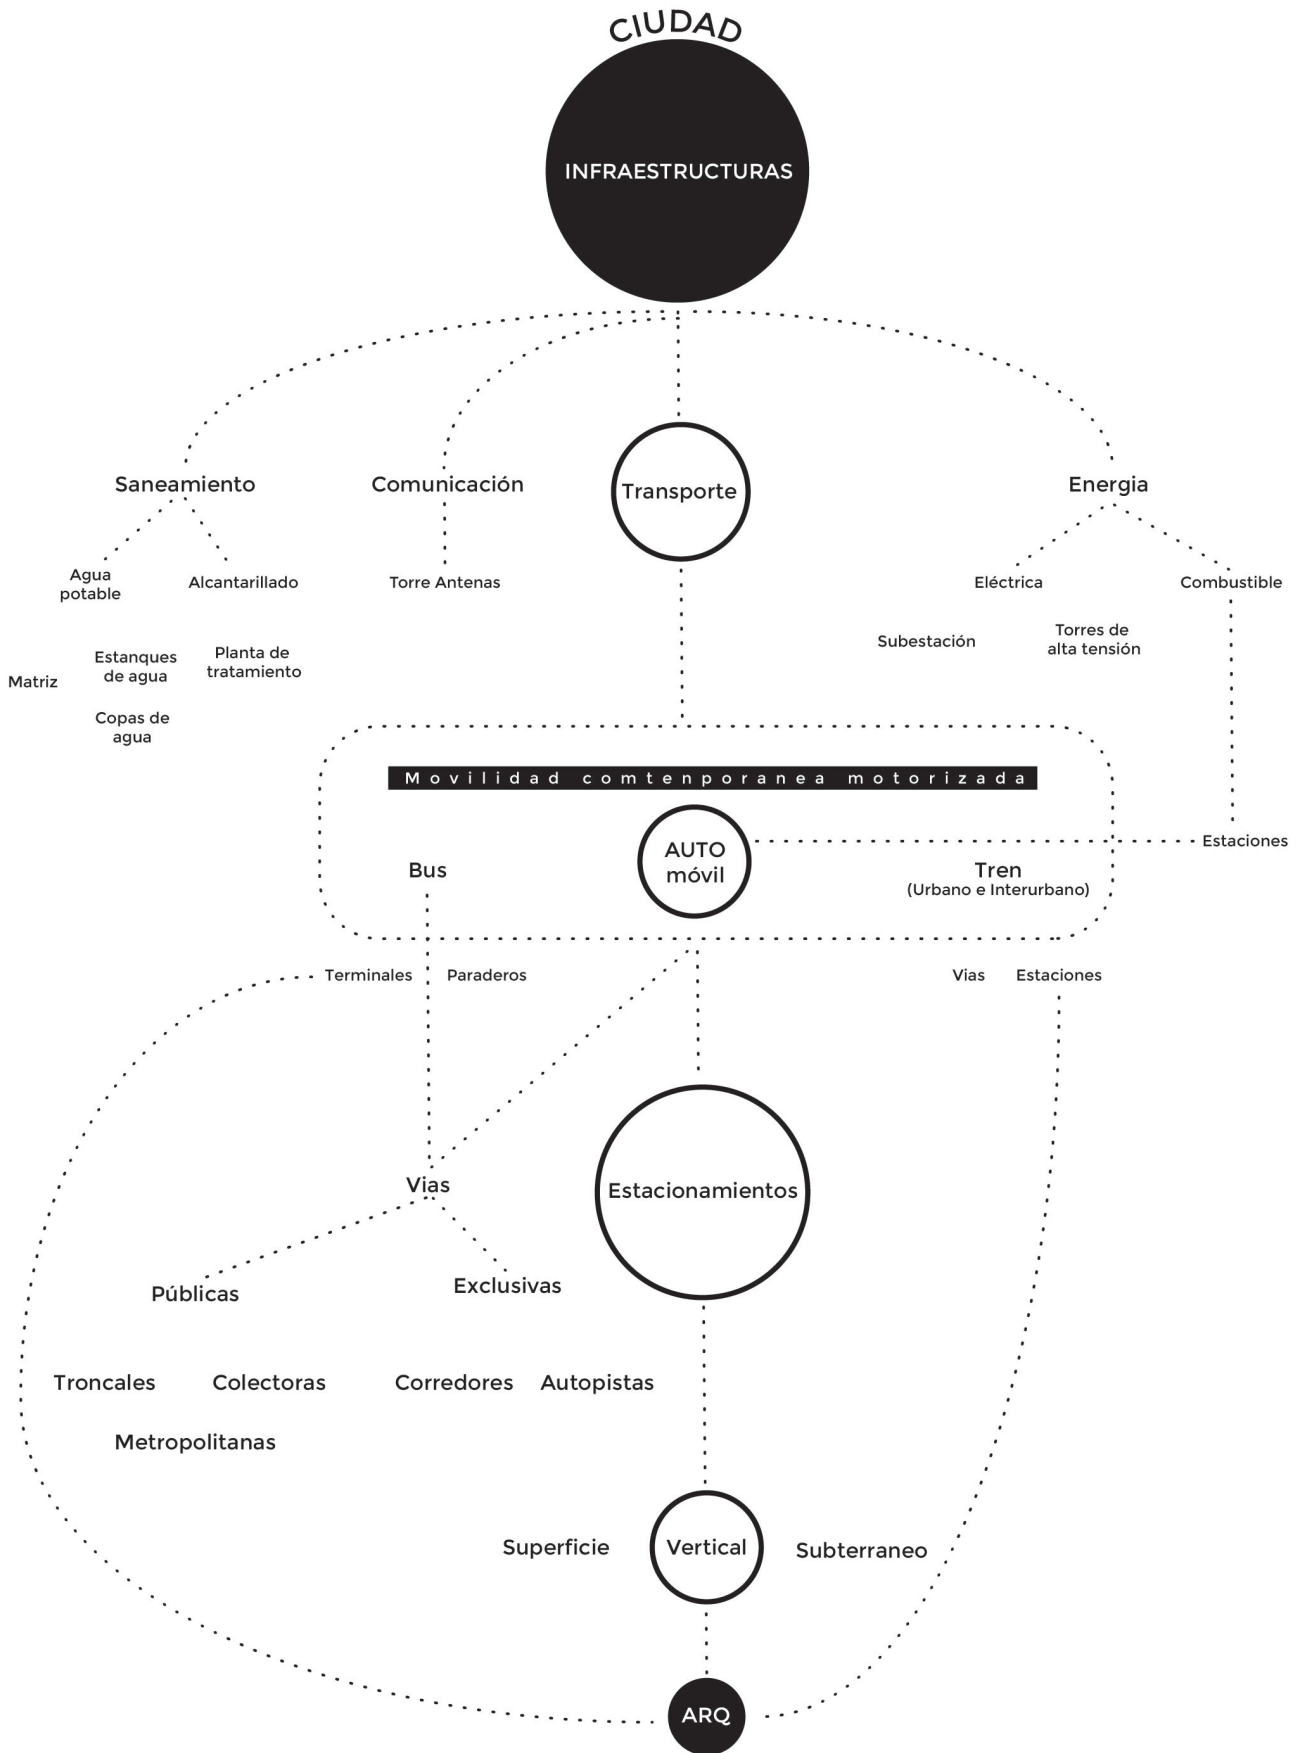 CIUDAD
INFRAESTRUCTURAS
Saneamiento
Comunicación
Transporte
Energia
Agua
potable
Alcantarillado
Torre Antenas
Eléctrica
Combustible
Matriz
Estanques
de agua
Planta de
tratamiento
Copas de
agua
Subestación
Torres de
alta tensión
Movilidad comtenporanea motorizada
Bus
AUTO
móvil
Tren
(Urbano e Interurbano)
Estaciones
Terminales
Paraderos
Vias
Estaciones
Vias
Estacionamientos
Públicas
Exclusivas
Troncales
Colectoras
Corredores
Autopistas
Metropolitanas
Superficie
Vertical
Subterraneo
ARQ